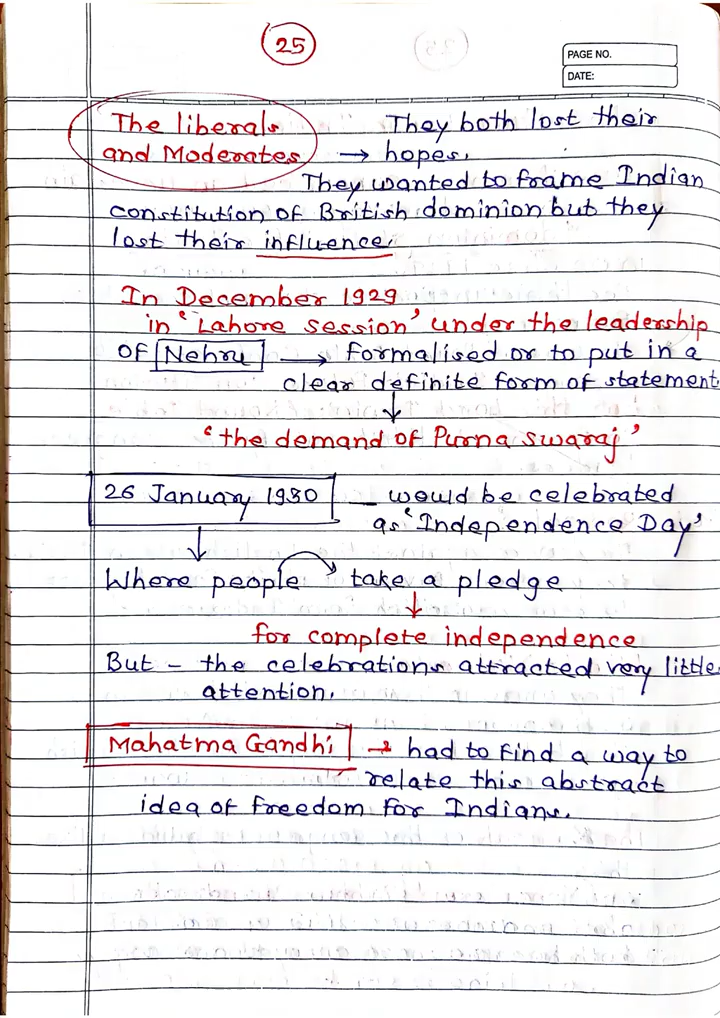 25
PAGE NO.
DATE:
The liberals They both lost their
and Moderates → hopes.
They wanted to frame Indian
constitution of British dominion but they
lost their influence.
In December 1929
in 'Lahore session' under the leadership
of Nehru → formalised or to put in a
clear definite form of statement.
↓
'the demand of Purna Swaraj'
26 January 1930 _ would be celebrated
as 'Independence Day'
↓
Where people → take a pledge
↓
for complete independence
But - the celebrations attracted very little
attention.
Mahatma Gandhi → had to find a way to
relate this abstract
idea of freedom for Indians.